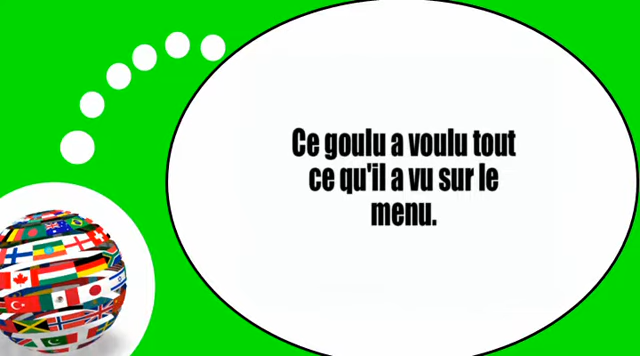 Ce goulu a voulu tout
ce qu'il a vu sur le
menu.